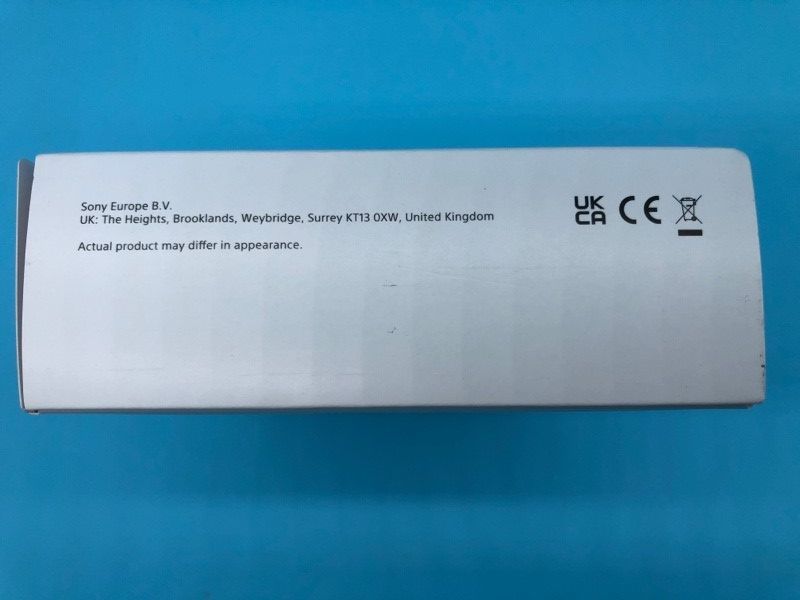 Sony Europe B.V.
UK: The Heights, Brooklands, Weybridge, Surrey KT13 0XW, United Kingdom
Actual product may differ in appearance.
UK
CA
CE